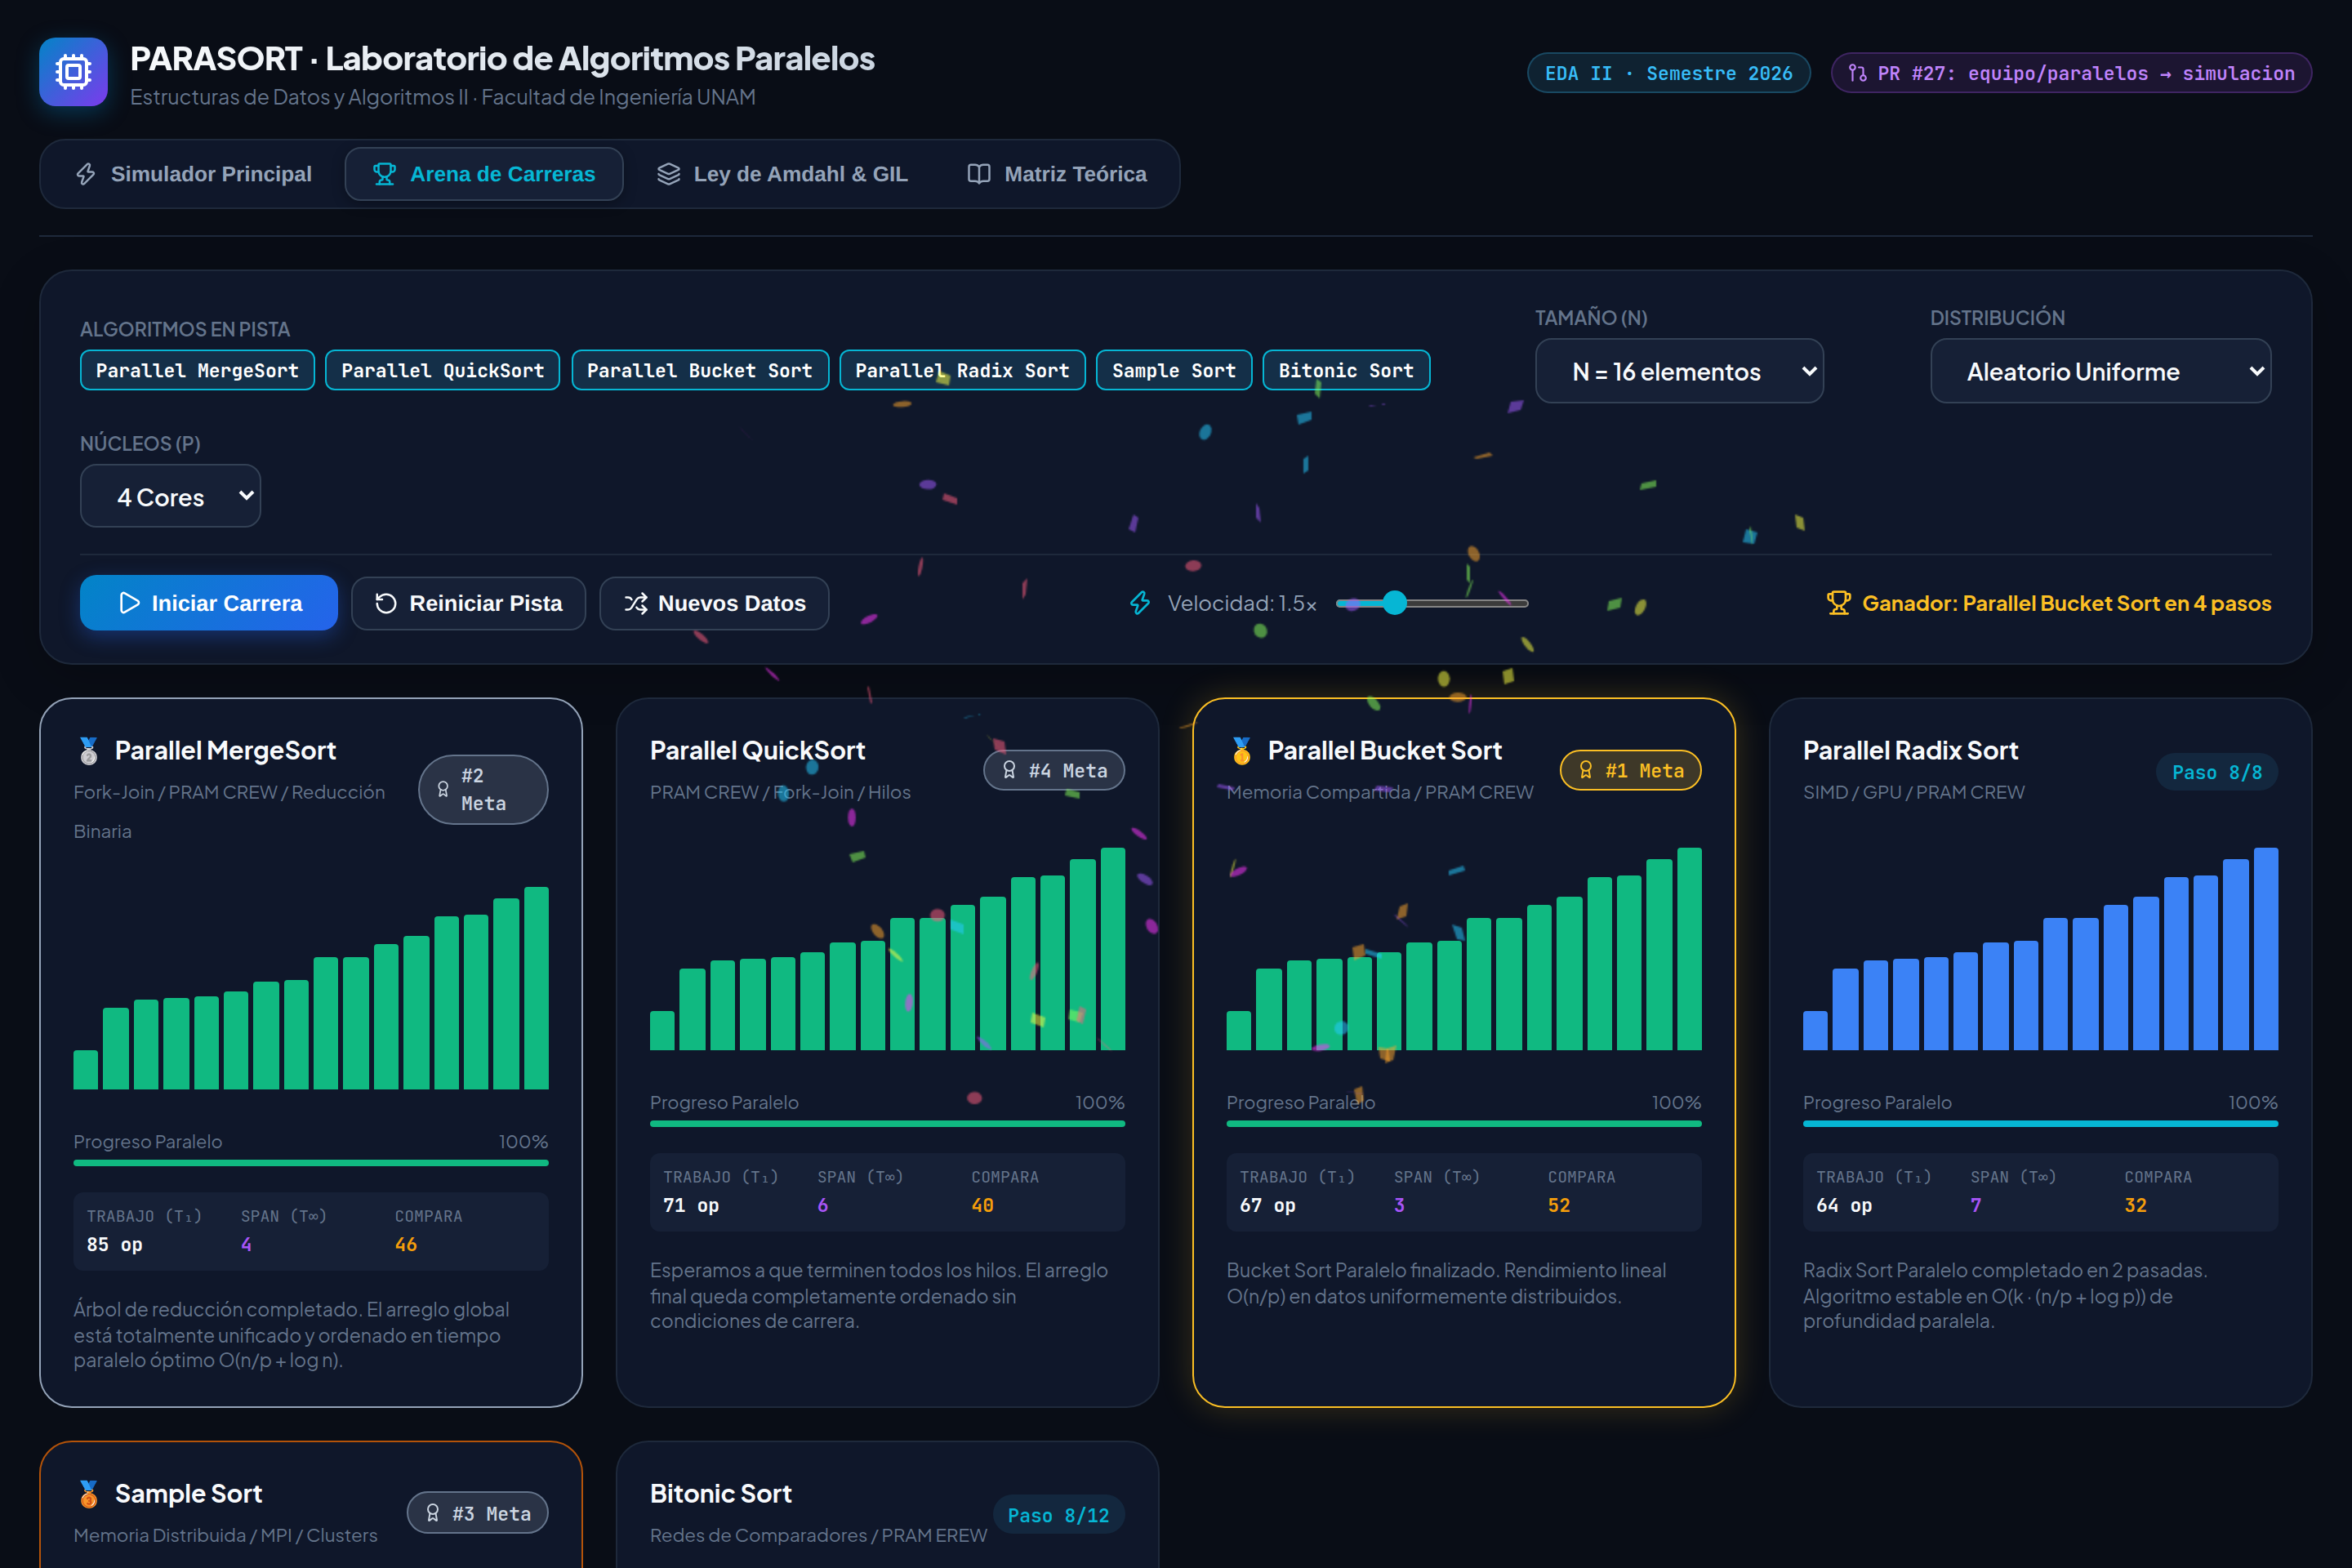 PARASORT · Laboratorio de Algoritmos Paralelos
Estructuras de Datos y Algoritmos II · Facultad de Ingeniería UNAM
EDA II · Semestre 2026
PR #27: equipo/paralelos → simulacion
Simulador Principal
Arena de Carreras
Ley de Amdahl & GIL
Matriz Teórica
ALGORITMOS EN PISTA
Parallel MergeSort
Parallel QuickSort
Parallel Bucket Sort
Parallel Radix Sort
Sample Sort
Bitonic Sort
TAMAÑO (N)
N = 16 elementos
DISTRIBUCIÓN
Aleatorio Uniforme
NÚCLEOS (P)
4 Cores
Iniciar Carrera
Reiniciar Pista
Nuevos Datos
Velocidad: 1.5×
Ganador: Parallel Bucket Sort en 4 pasos
🥈 Parallel MergeSort
Fork-Join / PRAM CREW / Reducción
Binaria
#2
Meta
Progreso Paralelo 100%
TRABAJO (T₁) SPAN (T∞) COMPARA
85 op 4 46
Árbol de reducción completado. El arreglo global
está totalmente unificado y ordenado en tiempo
paralelo óptimo O(n/p + log n).
Parallel QuickSort
PRAM CREW / Fork-Join / Hilos
#4 Meta
Progreso Paralelo 100%
TRABAJO (T₁) SPAN (T∞) COMPARA
71 op 6 40
Esperamos a que terminen todos los hilos. El arreglo
final queda completamente ordenado sin
condiciones de carrera.
🥇 Parallel Bucket Sort
Memoria Compartida / PRAM CREW
#1 Meta
Progreso Paralelo 100%
TRABAJO (T₁) SPAN (T∞) COMPARA
67 op 3 52
Bucket Sort Paralelo finalizado. Rendimiento lineal
O(n/p) en datos uniformemente distribuidos.
Parallel Radix Sort
SIMD / GPU / PRAM CREW
Paso 8/8
Progreso Paralelo 100%
TRABAJO (T₁) SPAN (T∞) COMPARA
64 op 7 32
Radix Sort Paralelo completado en 2 pasadas.
Algoritmo estable en O(k · (n/p + log p)) de
profundidad paralela.
🥉 Sample Sort
Memoria Distribuida / MPI / Clusters
#3 Meta
Bitonic Sort
Redes de Comparadores / PRAM EREW
Paso 8/12